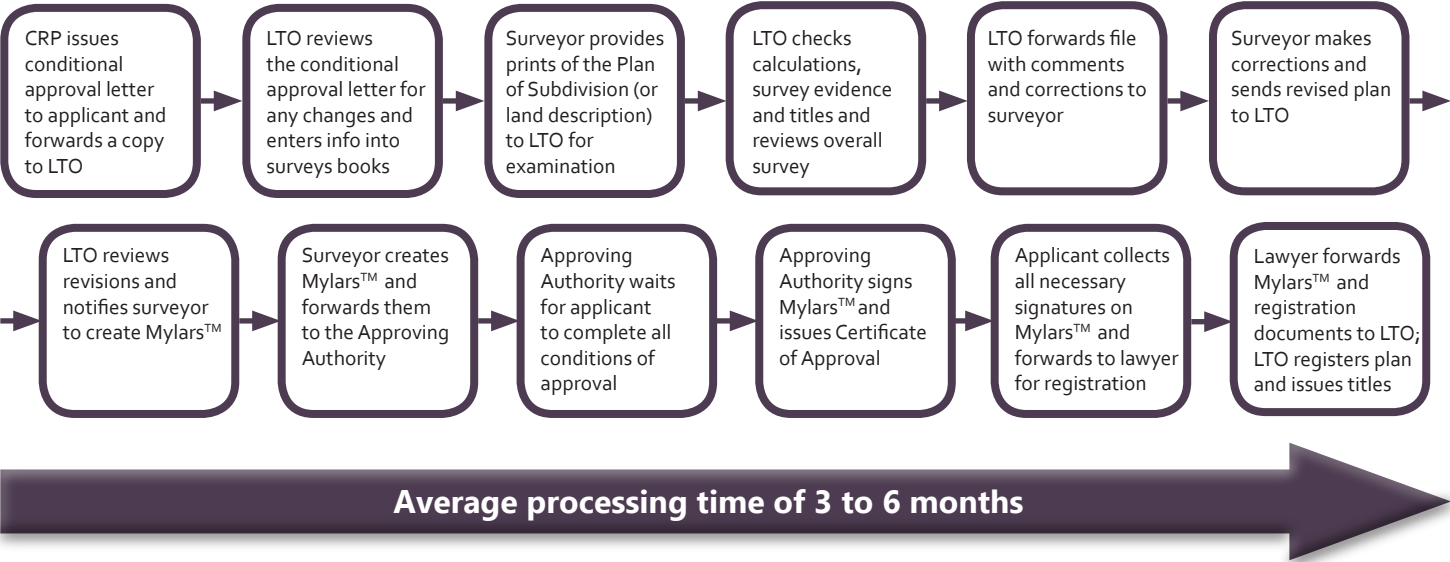 CRP issues
conditional
approval letter
to applicant and
forwards a copy
to LTO
LTO reviews
the conditional
approval letter for
any changes and
enters info into
surveys books
Surveyor provides
prints of the Plan
of Subdivision (or
land description)
to LTO for
examination
LTO checks
calculations,
survey evidence
and titles and
reviews overall
survey
LTO forwards file
with comments
and corrections to
surveyor
Surveyor makes
corrections and
sends revised plan
to LTO
LTO reviews
revisions and
notifies surveyor
to create Mylars™
Surveyor creates
Mylars™ and
forwards them
to the Approving
Authority
Approving
Authority waits
for applicant
to complete all
conditions of
approval
Approving
Authority signs
Mylars™ and
issues Certificate
of Approval
Applicant collects
all necessary
signatures on
Mylars™ and
forwards to lawyer
for registration
Lawyer forwards
Mylars™ and
registration
documents to LTO;
LTO registers plan
and issues titles
Average processing time of 3 to 6 months